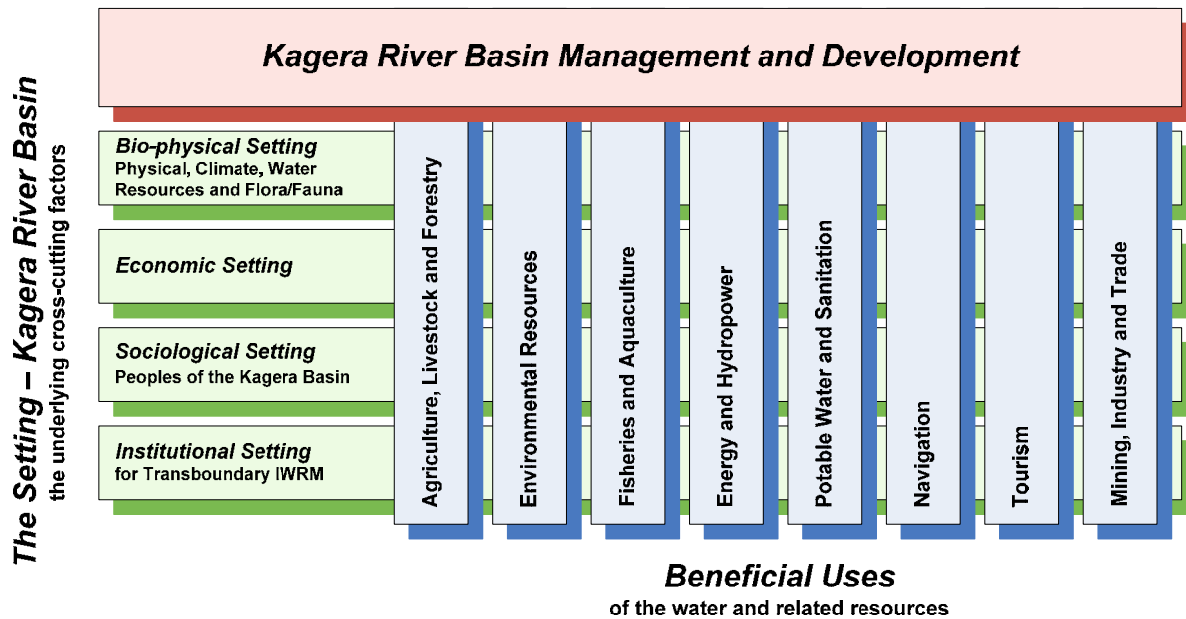 Kagera River Basin Management and Development
The Setting – Kagera River Basin
the underlying cross-cutting factors
Bio-physical Setting
Physical, Climate, Water
Resources and Flora/Fauna
Economic Setting
Sociological Setting
Peoples of the Kagera Basin
Institutional Setting
for Transboundary IWRM
Agriculture, Livestock and Forestry
Environmental Resources
Fisheries and Aquaculture
Energy and Hydropower
Potable Water and Sanitation
Navigation
Tourism
Mining, Industry and Trade
Beneficial Uses
of the water and related resources